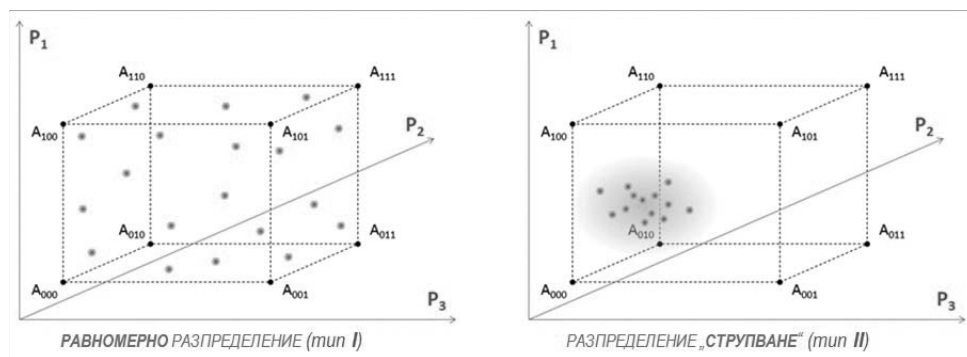 P₁
A₁₁₀
A₁₁₁
A₁₀₀
A₁₀₁
P₂
A₀₁₀
A₀₁₁
A₀₀₀
A₀₀₁
P₃
РАВНОМЕРНО РАЗПРЕДЕЛЕНИЕ (тип I)
P₁
A₁₁₀
A₁₁₁
A₁₀₀
A₁₀₁
P₂
A₀₁₀
A₀₁₁
A₀₀₀
A₀₀₁
P₃
РАЗПРЕДЕЛЕНИЕ „СТРУПВАНЕ“ (тип II)